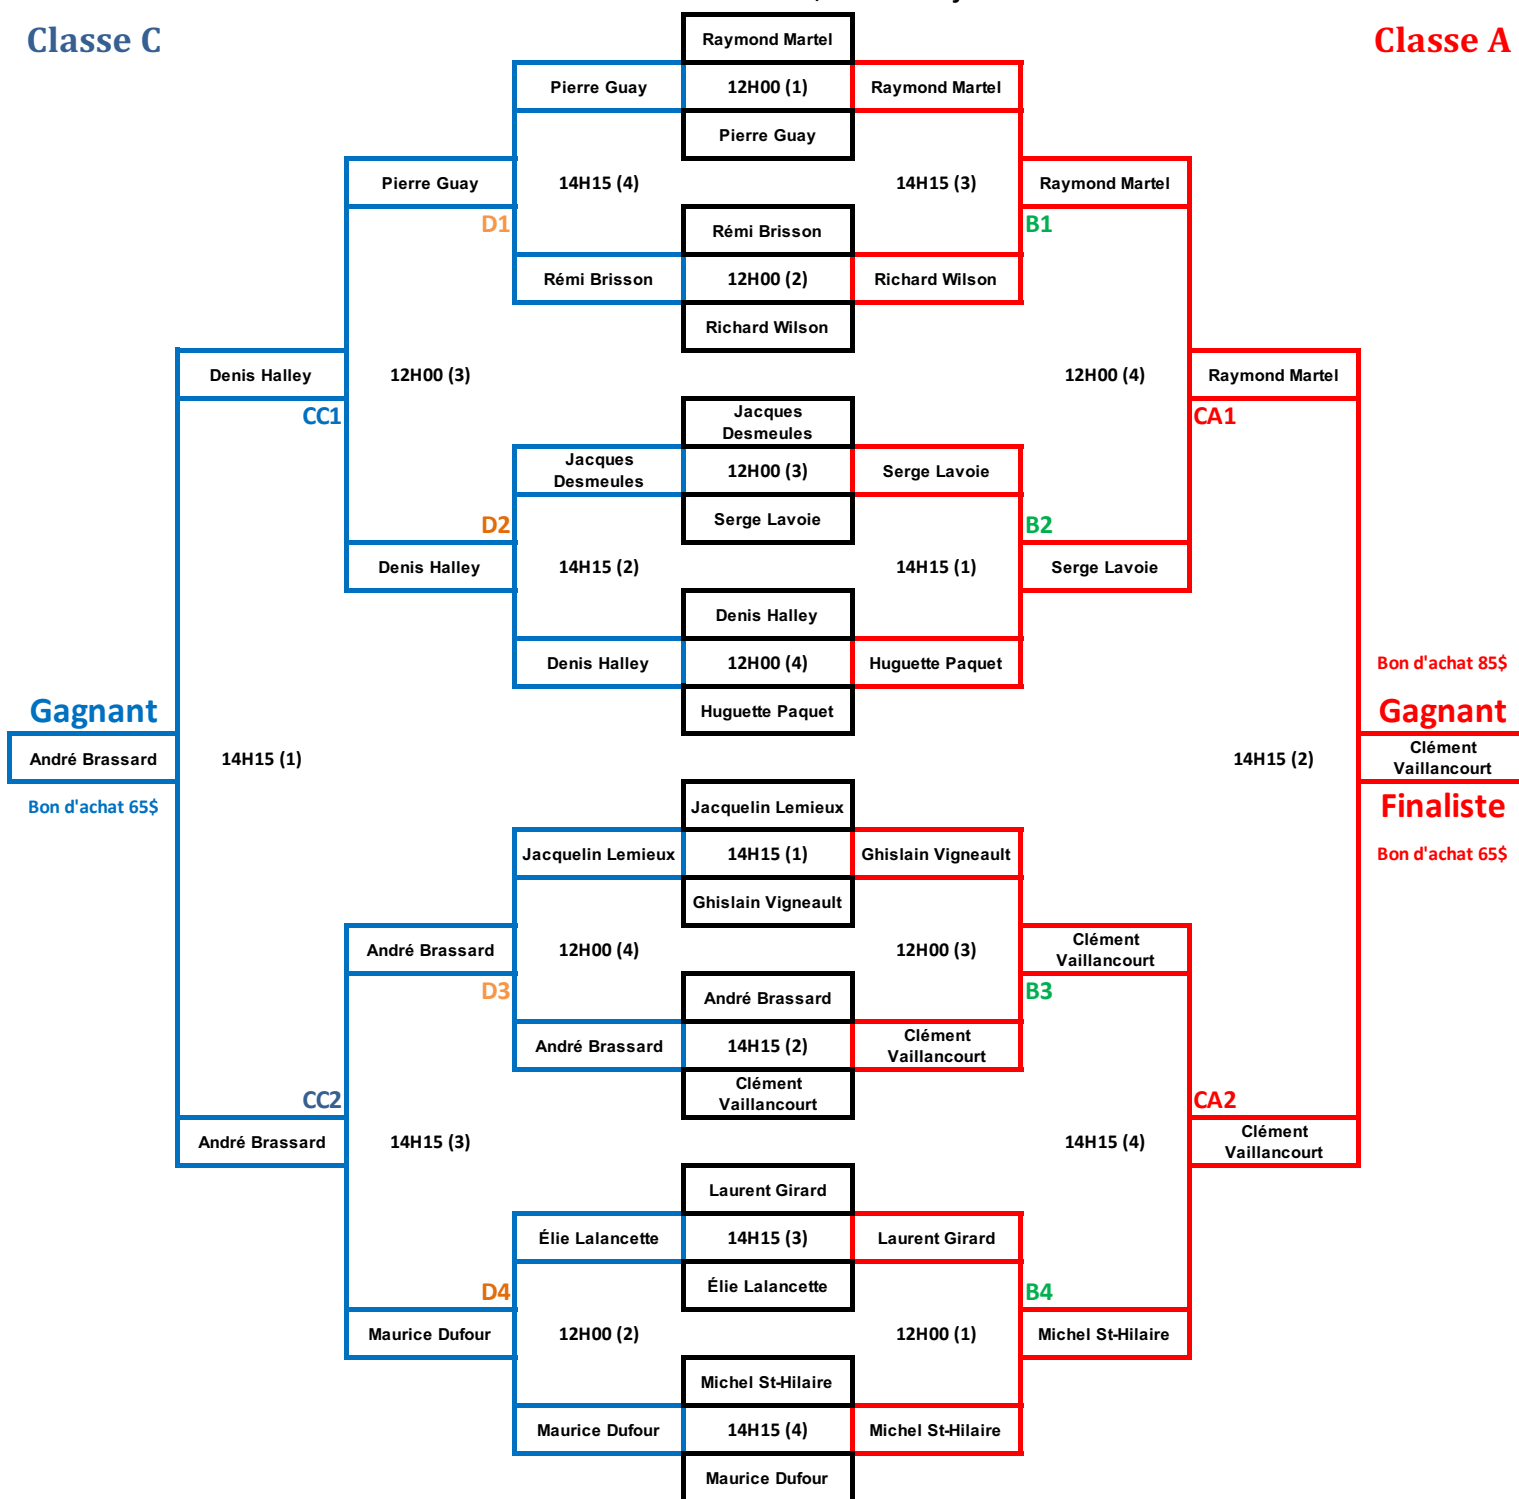 Raymond Martel
Classe C
Classe A
Pierre Guay
12H00 (1)
Raymond Martel
Pierre Guay
Pierre Guay
14H15 (4)
14H15 (3)
Raymond Martel
D1
Rémi Brisson
B1
Rémi Brisson
12H00 (2)
Richard Wilson
Richard Wilson
Denis Halley
12H00 (3)
12H00 (4)
Raymond Martel
CC1
Jacques
Desmeules
CA1
Jacques
Desmeules
12H00 (3)
Serge Lavoie
D2
Serge Lavoie
B2
Denis Halley
14H15 (2)
14H15 (1)
Serge Lavoie
Denis Halley
Denis Halley
12H00 (4)
Huguette Paquet
Bon d'achat 85$
Gagnant
Huguette Paquet
Gagnant
André Brassard
14H15 (1)
14H15 (2)
Clément
Vaillancourt
Bon d'achat 65$
Jacquelin Lemieux
Finaliste
Jacquelin Lemieux
14H15 (1)
Ghislain Vigneault
Bon d'achat 65$
Ghislain Vigneault
André Brassard
12H00 (4)
12H00 (3)
Clément
Vaillancourt
D3
André Brassard
B3
André Brassard
14H15 (2)
Clément
Vaillancourt
CC2
Clément
Vaillancourt
CA2
André Brassard
14H15 (3)
14H15 (4)
Clément
Vaillancourt
Laurent Girard
Élie Lalancette
14H15 (3)
Laurent Girard
D4
Élie Lalancette
B4
Maurice Dufour
12H00 (2)
12H00 (1)
Michel St-Hilaire
Michel St-Hilaire
Maurice Dufour
14H15 (4)
Michel St-Hilaire
Maurice Dufour